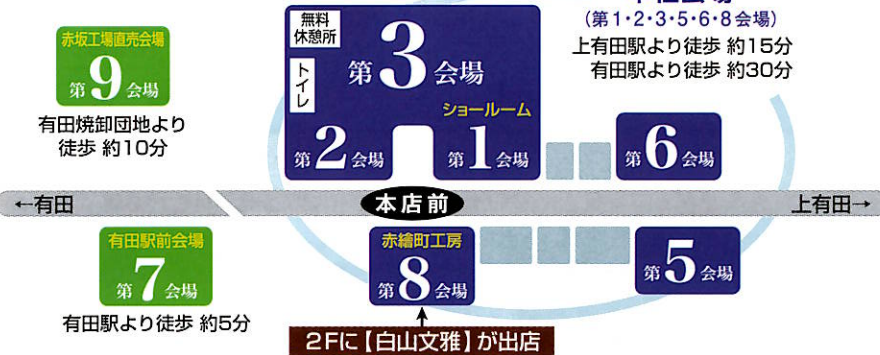 (第1・2・3・5・6・8会場)
上有田駅より徒歩 約15分
有田駅より徒歩 約30分
赤坂工場直売会場
第9会場
有田焼卸団地より
徒歩 約10分
無料
休憩所
トイレ
第3会場
ショールーム
第2会場
第1会場
第6会場
←有田
本店前
上有田→
有田駅前会場
第7会場
有田駅より徒歩 約5分
赤繪町工房
第8会場
第5会場
2Fに【白山文雅】が出店